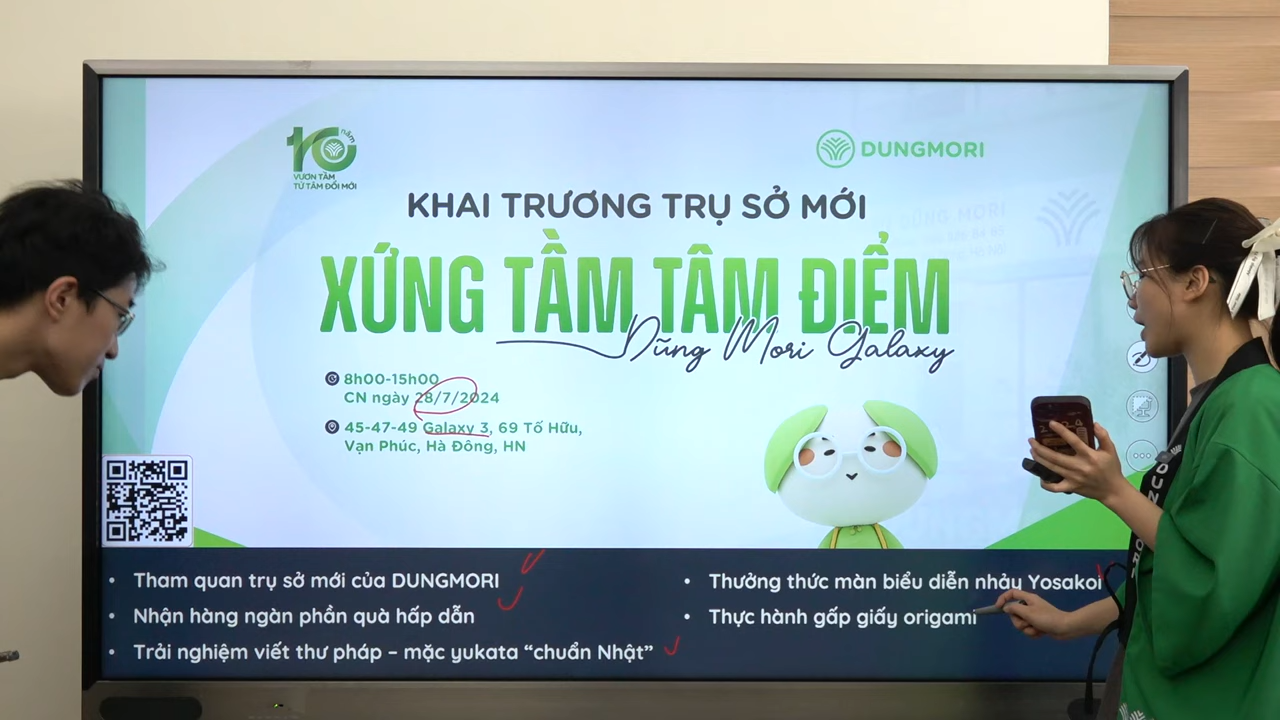 10 năm
VƯƠN TẦM
TỪ TÂM ĐỔI MỚI
DUNGMORI
KHAI TRƯƠNG TRỤ SỞ MỚI
XỨNG TẦM TÂM ĐIỂM
Dũng Mori Galaxy
8h00-15h00
CN ngày 28/7/2024
45-47-49 Galaxy 3, 69 Tố Hữu,
Vạn Phúc, Hà Đông, HN
• Tham quan trụ sở mới của DUNGMORI
• Nhận hàng ngàn phần quà hấp dẫn
• Trải nghiệm viết thư pháp – mặc yukata “chuẩn Nhật”
• Thưởng thức màn biểu diễn nhảy Yosakoi
• Thực hành gấp giấy origami